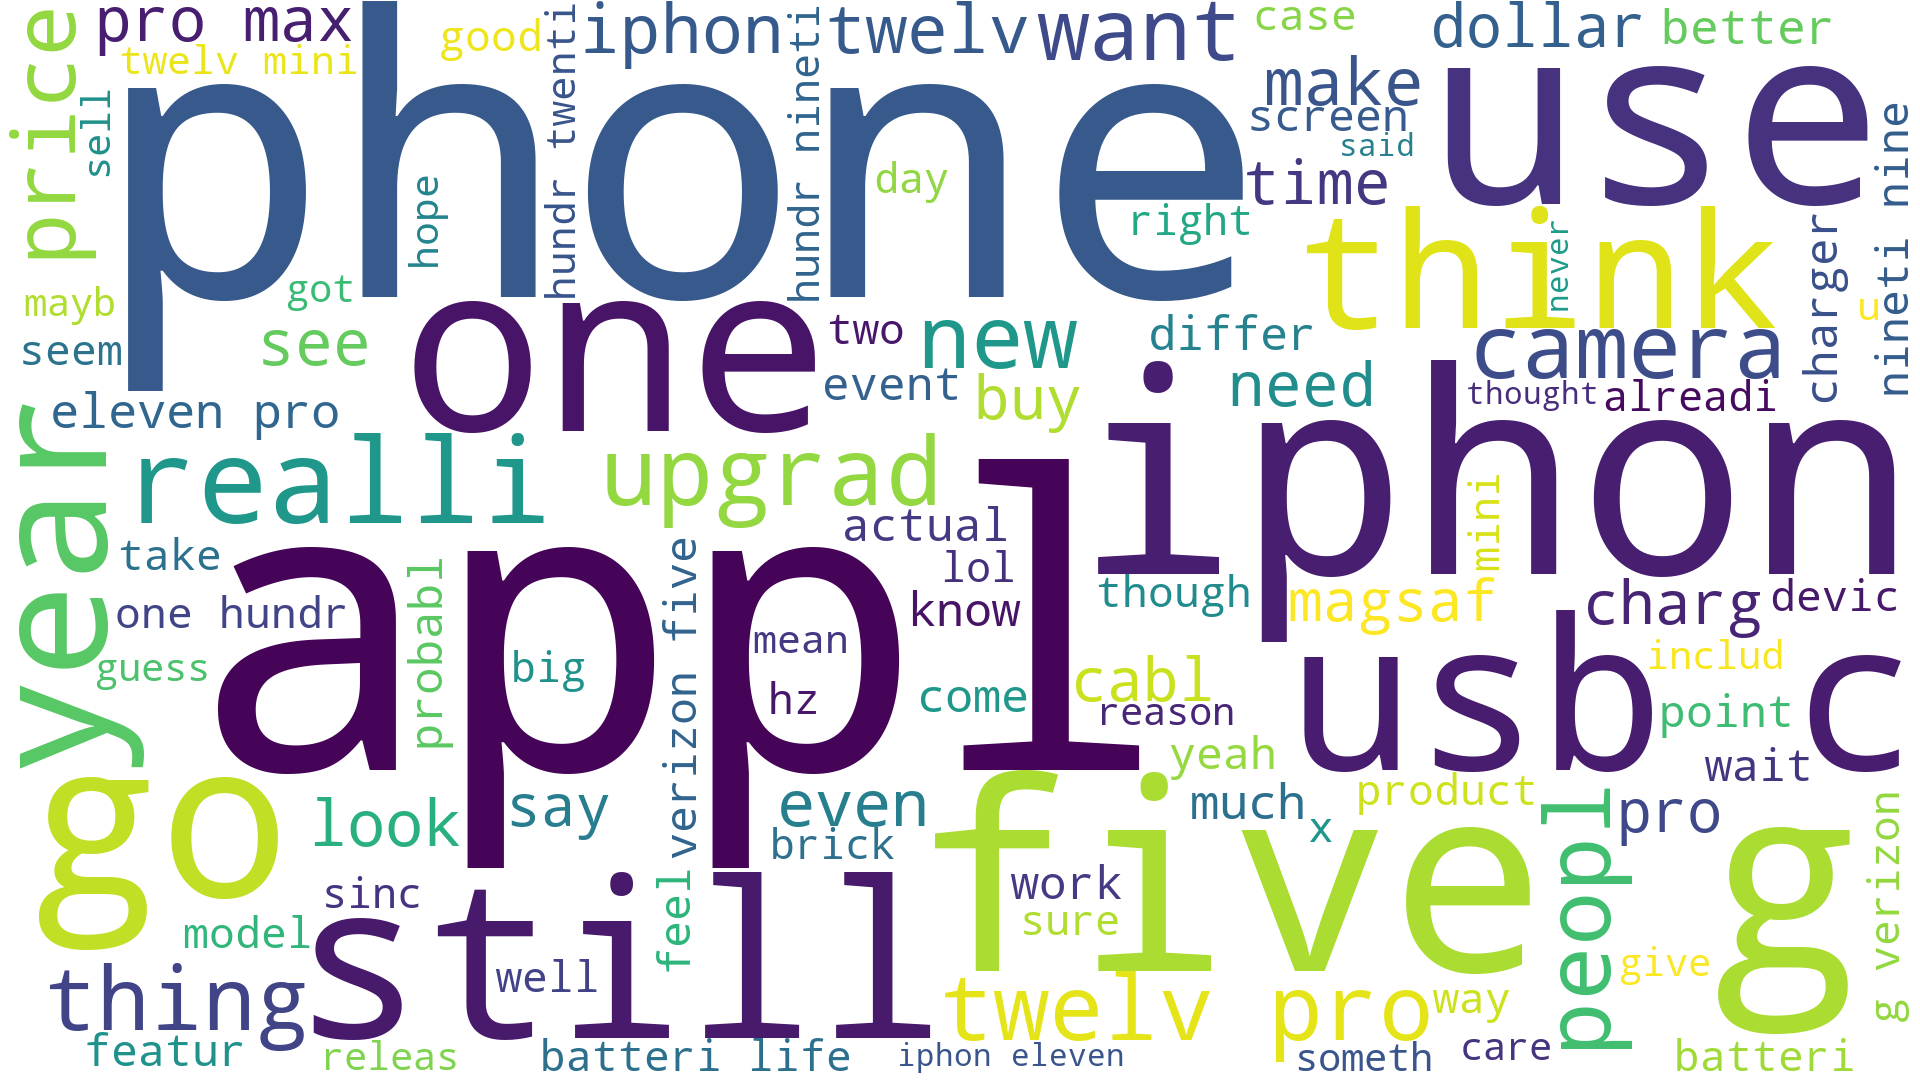 pro max
twelv mini
good
hundr twenti
iphon
hundr nineti
twelv
want
case
dollar
better
price
sell
phone
make
screen
said
use
nineti nine
hope
day
right
time
think
never
charger
u
mayb
got
seem
see
one
two
new
differ
need
camera
event
buy
thought
alreadi
eleven pro
year
realli
upgrad
iphon
mini
take
appl
actual
lol
know
though
magsaf
charg
devic
one hundr
guess
probabl
big
verizon five
mean
hz
come
cabl
reason
usb c
includ
point
wait
yeah
go
look
say
even
brick
five g
much
x
product
peopl
pro
g verizon
sinc
model
still
feel
well
work
sure
give
thing
twelv pro
way
featur
releas
batteri life
iphon eleven
someth
care
batteri